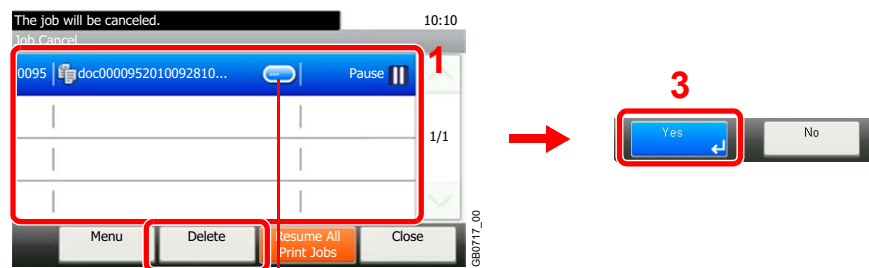 The job will be canceled.
10:10
Job Cancel
1
0095 doc0000952010092810... Pause
1/1
Menu
Delete
Resume All
Print Jobs
Close
GB0717_00
3
Yes
No